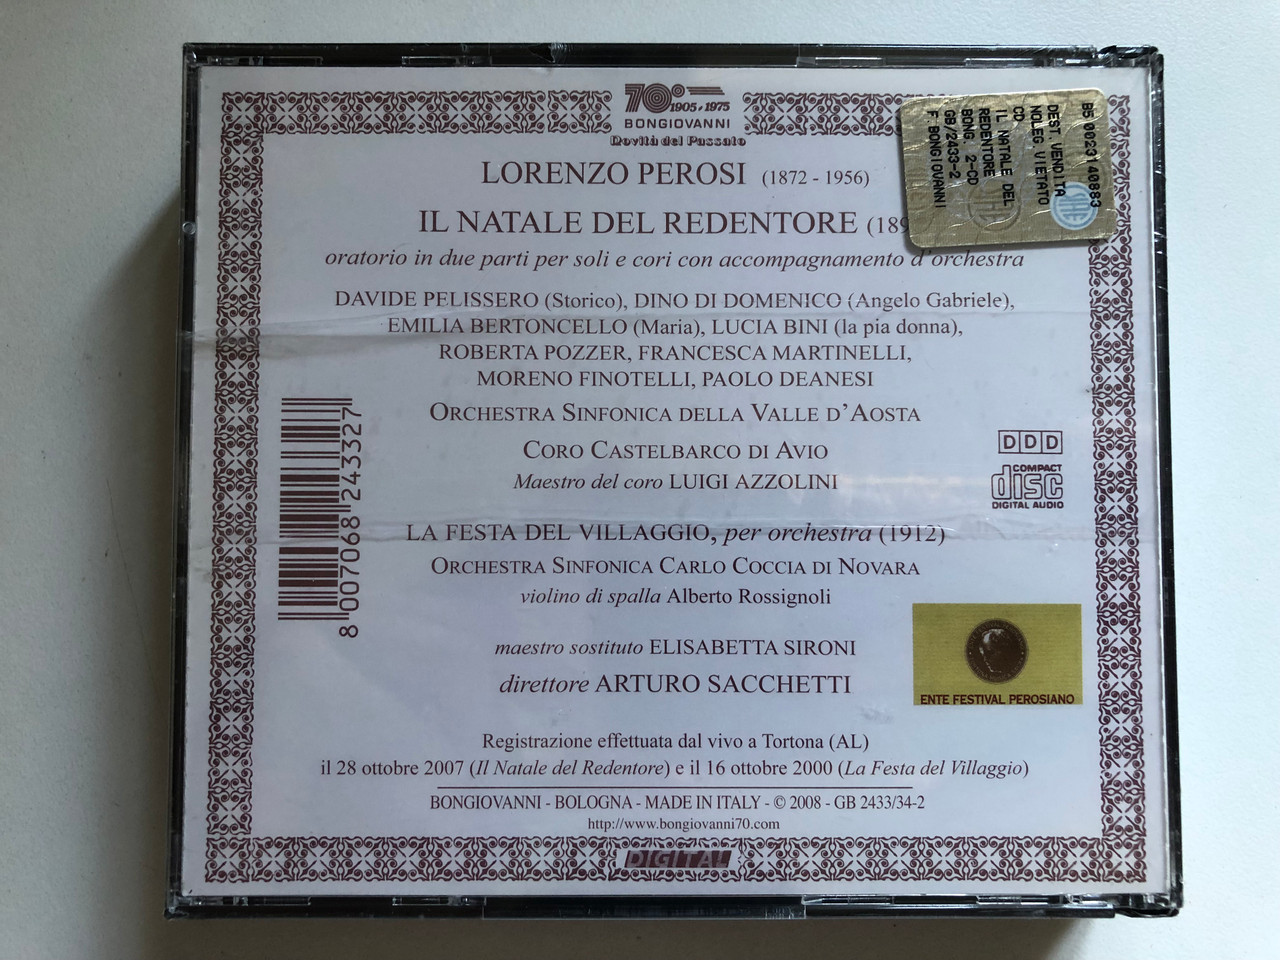 70° 1905 1975
BONGIOVANNI
Novità del Passato
LORENZO PEROSI (1872 - 1956)
IL NATALE DEL REDENTORE (189
oratorio in due parti per soli e cori con accompagnamento d'orchestra
DAVIDE PELISSERO (Storico), DINO DI DOMENICO (Angelo Gabriele),
EMILIA BERTONCELLO (Maria), LUCIA BINI (la pia donna),
ROBERTA POZZER, FRANCESCA MARTINELLI,
MORENO FINOTELLI, PAOLO DEANESI
ORCHESTRA SINFONICA DELLA VALLE D'AOSTA
CORO CASTELBARCO DI AVIO
Maestro del coro LUIGI AZZOLINI
LA FESTA DEL VILLAGGIO, per orchestra (1912)
ORCHESTRA SINFONICA CARLO COCCIA DI NOVARA
violino di spalla Alberto Rossignoli
maestro sostituto ELISABETTA SIRONI
direttore ARTURO SACCHETTI
Registrazione effettuata dal vivo a Tortona (AL)
il 28 ottobre 2007 (Il Natale del Redentore) e il 16 ottobre 2000 (La Festa del Villaggio)
BONGIOVANNI - BOLOGNA - MADE IN ITALY - © 2008 - GB 2433/34-2
http://www.bongiovanni70.com
DIGITAL
8 007068 243327
DDD
COMPACT
disc
DIGITAL AUDIO
ENTE FESTIVAL PEROSIANO
B5 0023140883
DEST. VENDITA
NOLEG.VIETATO
CD
IL NATALE DEL
REDENTORE
BONG. 2-CD
GB/2433-2
F.BONGIOVANNI
SIAE